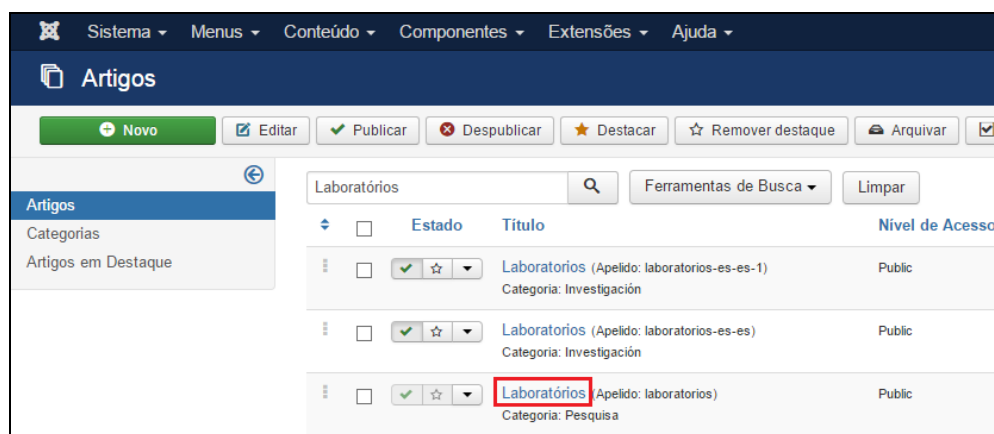 Sistema Menus Conteúdo Componentes Extensões Ajuda
Artigos
Novo Editar Publicar Despublicar Destacar Remover destaque Arquivar
Laboratórios Ferramentas de Busca Limpar
Artigos
Categorias
Artigos em Destaque
Estado Título Nível de Acesso
Laboratorios (Apelido: laboratorios-es-es-1) Public
Categoria: Investigación
Laboratorios (Apelido: laboratorios-es-es) Public
Categoria: Investigación
Laboratórios (Apelido: laboratorios) Public
Categoria: Pesquisa